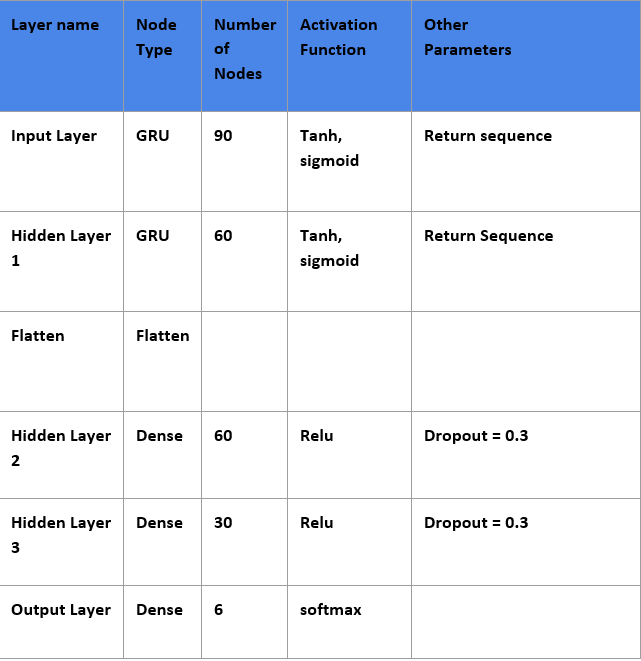 Layer name
Node
Type
Number
of
Nodes
Activation
Function
Other
Parameters
Input Layer
GRU
90
Tanh,
sigmoid
Return sequence
Hidden Layer
1
GRU
60
Tanh,
sigmoid
Return Sequence
Flatten
Flatten
Hidden Layer
2
Dense
60
Relu
Dropout = 0.3
Hidden Layer
3
Dense
30
Relu
Dropout = 0.3
Output Layer
Dense
6
softmax